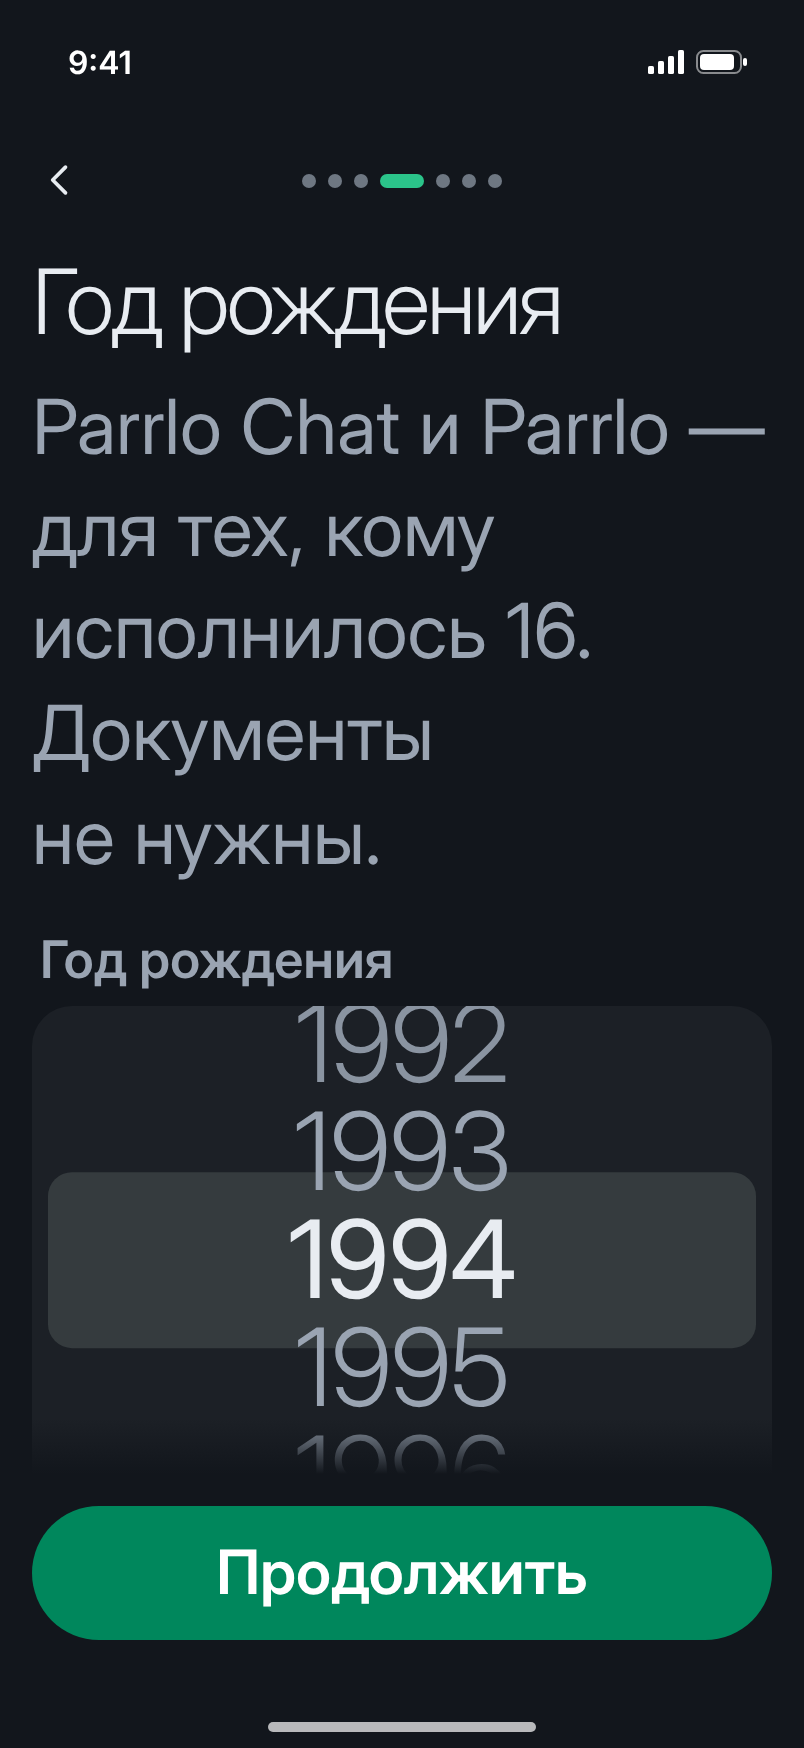 9:41
Год рождения
Parrlo Chat и Parrlo —
для тех, кому
исполнилось 16.
Документы
не нужны.
Год рождения
1992
1993
1994
1995
1996
Продолжить